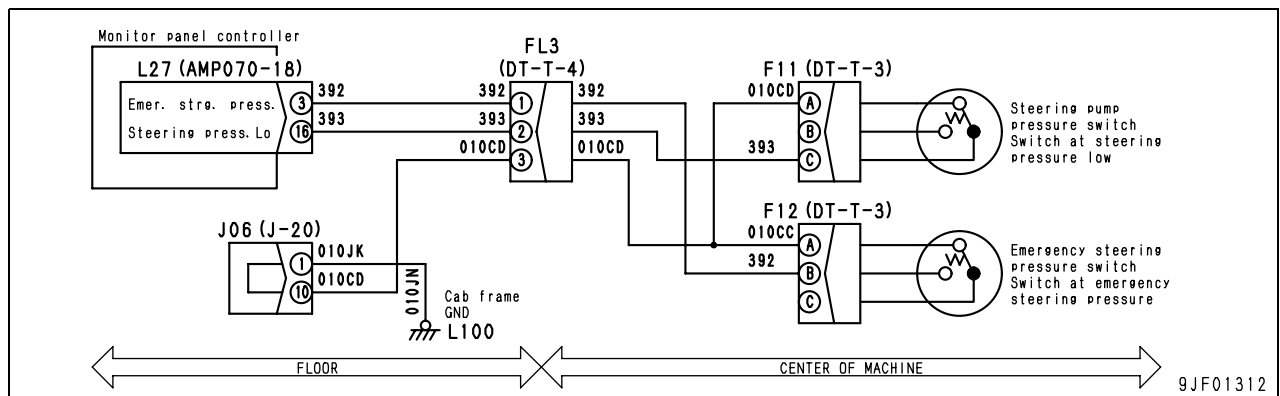 Monitor panel controller
L27 (AMP070-18)
Emer. strg. press. 3 392
Steering press. Lo 16 393
FL3
(DT-T-4)
392 1 392
393 2 393
010CD 3 010CD
F11 (DT-T-3)
010CD A
B
393 C
Steering pump
pressure switch
Switch at steering
pressure low
F12 (DT-T-3)
010CC A
392 B
C
Emergency steering
pressure switch
Switch at emergency
steering pressure
J06 (J-20)
1 010JK
10 010CD
010JN
Cab frame
GND
L100
FLOOR
CENTER OF MACHINE
9JF01312